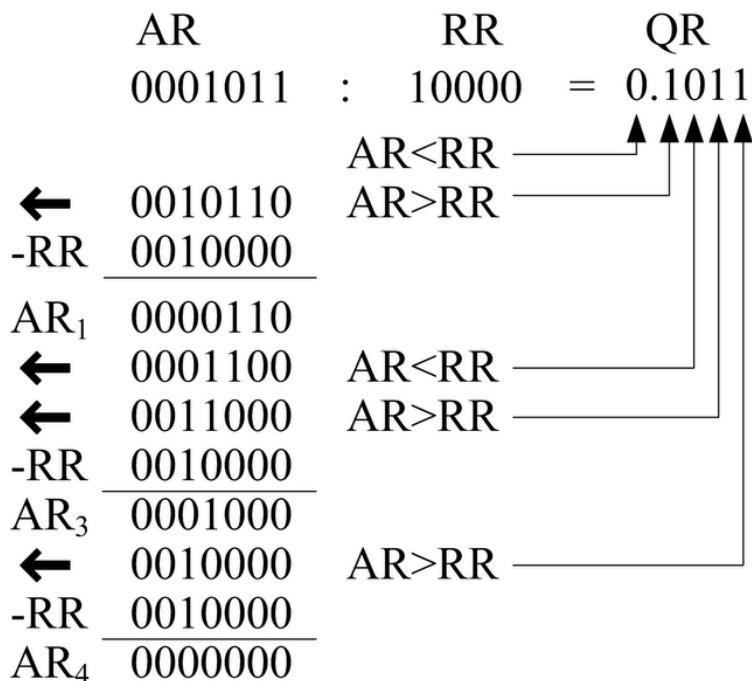 AR RR QR
0001011 : 10000 = 0.1011
AR<RR
← 0010110 AR>RR
-RR 0010000
AR₁ 0000110
← 0001100 AR<RR
← 0011000 AR>RR
-RR 0010000
AR₃ 0001000
← 0010000 AR>RR
-RR 0010000
AR₄ 0000000